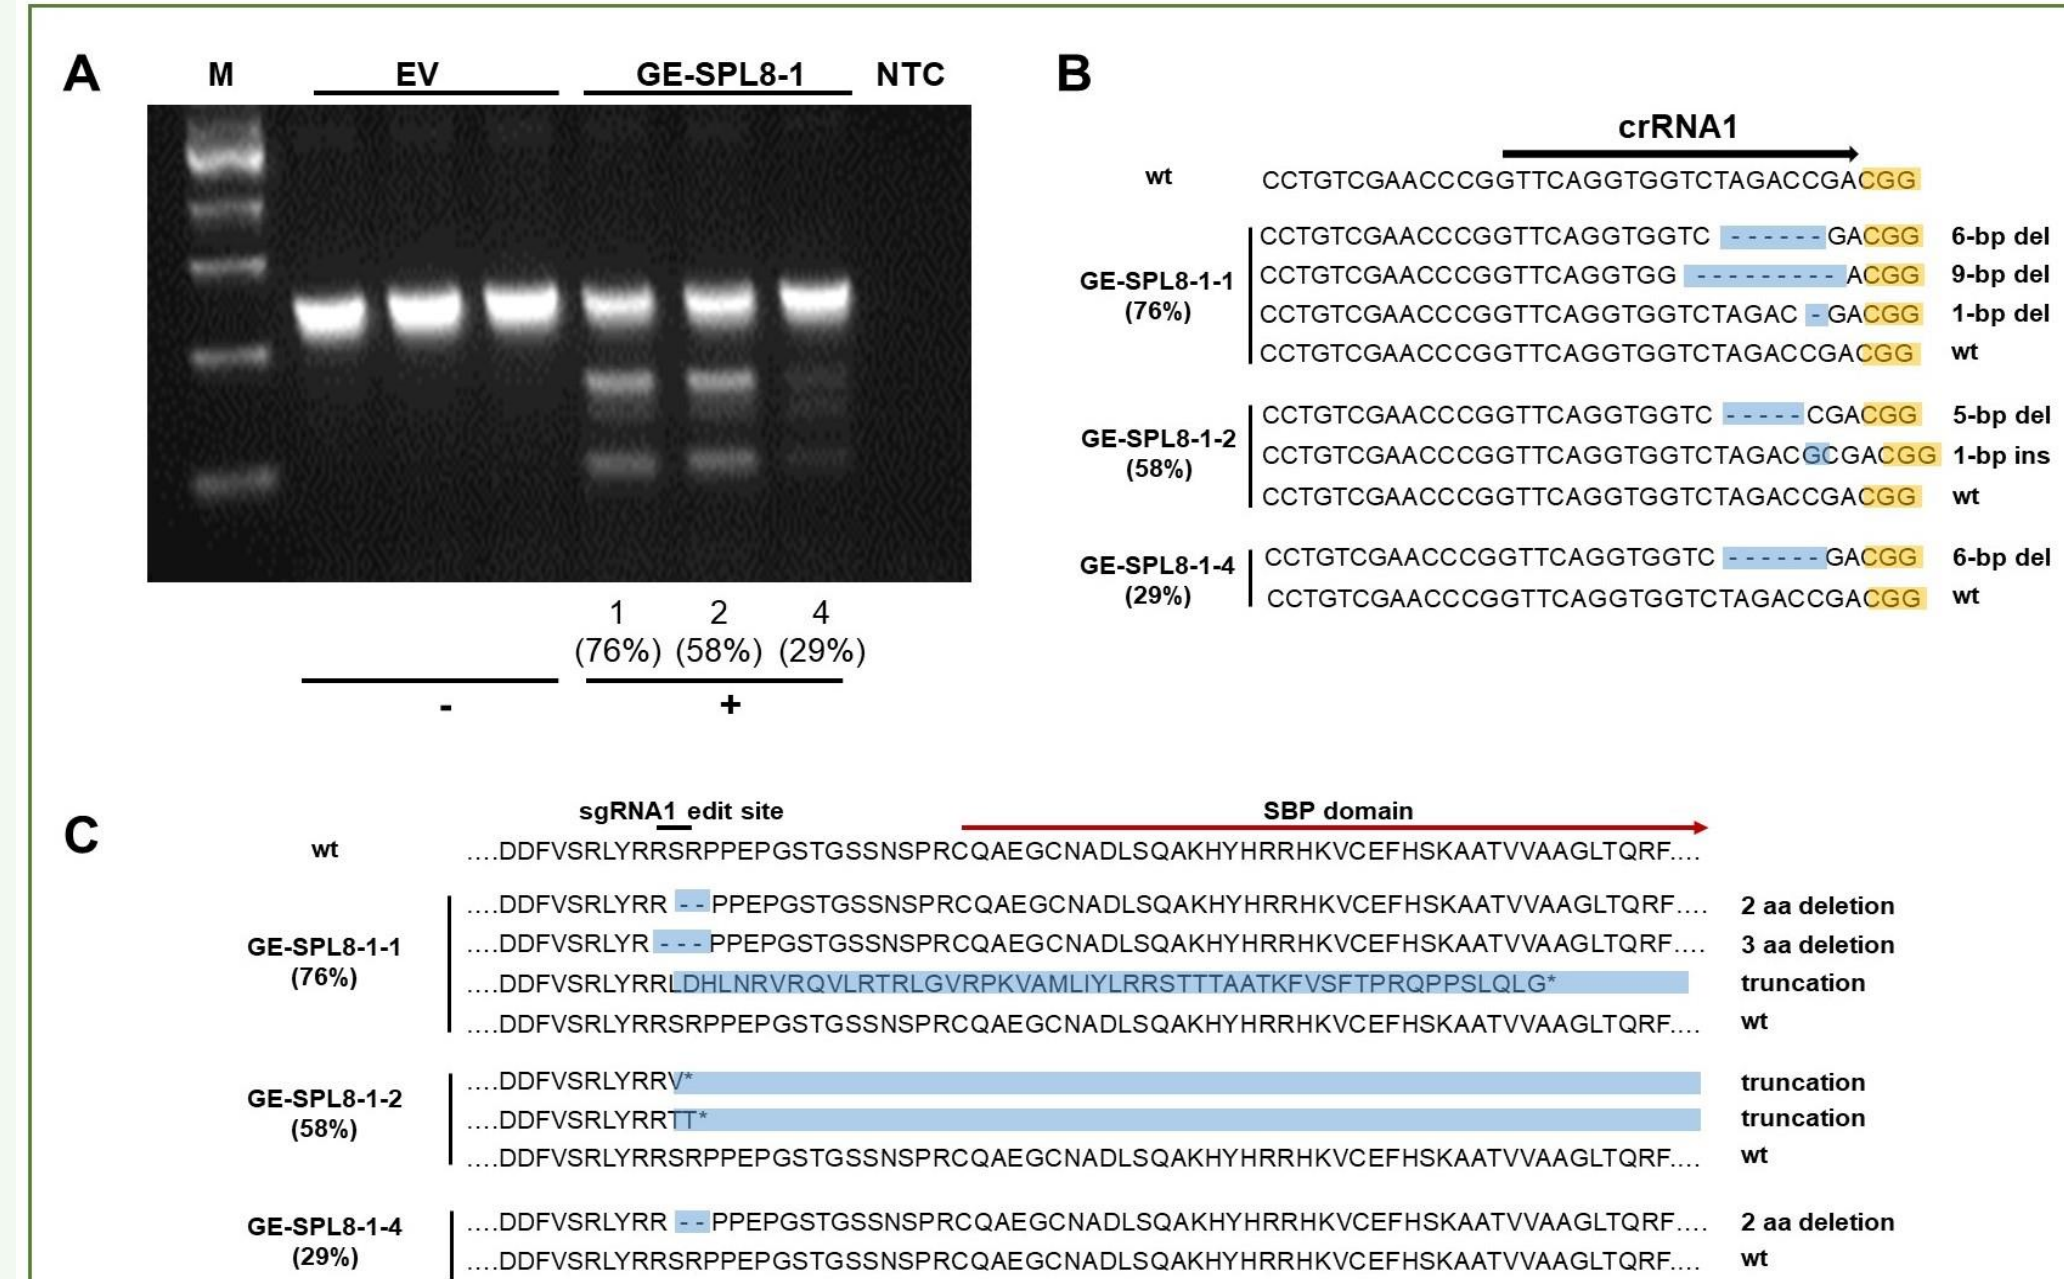 A
M EV GE-SPL8-1 NTC
1 2 4
(76%) (58%) (29%)
- +
B
crRNA1
wt CCTGTCGAACCCGGTTCAGGTGGTCTAGACCGACGG
GE-SPL8-1-1
(76%)
CCTGTCGAACCCGGTTCAGGTGGTC ------GACGG 6-bp del
CCTGTCGAACCCGGTTCAGGTGG ---------ACGG 9-bp del
CCTGTCGAACCCGGTTCAGGTGGTCTAGAC -GACGG 1-bp del
CCTGTCGAACCCGGTTCAGGTGGTCTAGACCGACGG wt
GE-SPL8-1-2
(58%)
CCTGTCGAACCCGGTTCAGGTGGTC -----CGACGG 5-bp del
CCTGTCGAACCCGGTTCAGGTGGTCTAGACGCGACGG 1-bp ins
CCTGTCGAACCCGGTTCAGGTGGTCTAGACCGACGG wt
GE-SPL8-1-4
(29%)
CCTGTCGAACCCGGTTCAGGTGGTC ------GACGG 6-bp del
CCTGTCGAACCCGGTTCAGGTGGTCTAGACCGACGG wt
C
sgRNA1 edit site SBP domain
wt ....DDFVSRLYRRSRPPEPGSTGSSNSPRCQAEGCNADLSQAKHYHRRHKVCEFHSKAATVVAAGLTQRF....
GE-SPL8-1-1
(76%)
....DDFVSRLYRR --PPEPGSTGSSNSPRCQAEGCNADLSQAKHYHRRHKVCEFHSKAATVVAAGLTQRF.... 2 aa deletion
....DDFVSRLYR ---PPEPGSTGSSNSPRCQAEGCNADLSQAKHYHRRHKVCEFHSKAATVVAAGLTQRF.... 3 aa deletion
....DDFVSRLYRRLDHLNRVRQVLRTRLGVRPKVAMLIYLRRSTTTAATKFVSFTPRQPPSLQLG* truncation
....DDFVSRLYRRSRPPEPGSTGSSNSPRCQAEGCNADLSQAKHYHRRHKVCEFHSKAATVVAAGLTQRF.... wt
GE-SPL8-1-2
(58%)
....DDFVSRLYRRV* truncation
....DDFVSRLYRRTT* truncation
....DDFVSRLYRRSRPPEPGSTGSSNSPRCQAEGCNADLSQAKHYHRRHKVCEFHSKAATVVAAGLTQRF.... wt
GE-SPL8-1-4
(29%)
....DDFVSRLYRR --PPEPGSTGSSNSPRCQAEGCNADLSQAKHYHRRHKVCEFHSKAATVVAAGLTQRF.... 2 aa deletion
....DDFVSRLYRRSRPPEPGSTGSSNSPRCQAEGCNADLSQAKHYHRRHKVCEFHSKAATVVAAGLTQRF.... wt